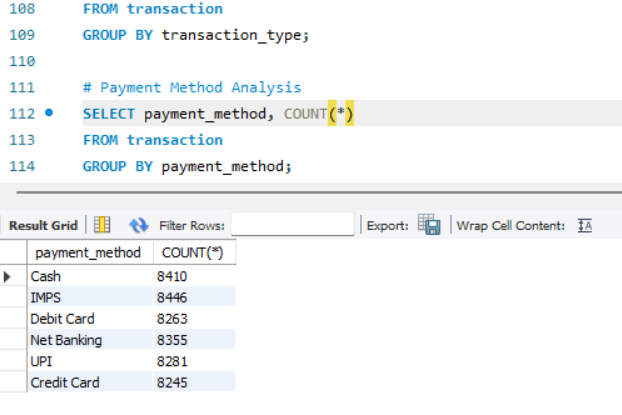 108 FROM transaction
109 GROUP BY transaction_type;
110
111 # Payment Method Analysis
112 SELECT payment_method, COUNT(*)
113 FROM transaction
114 GROUP BY payment_method;
Result Grid Filter Rows: Export: Wrap Cell Content: IA
payment_method COUNT(*)
Cash 8410
IMPS 8446
Debit Card 8263
Net Banking 8355
UPI 8281
Credit Card 8245